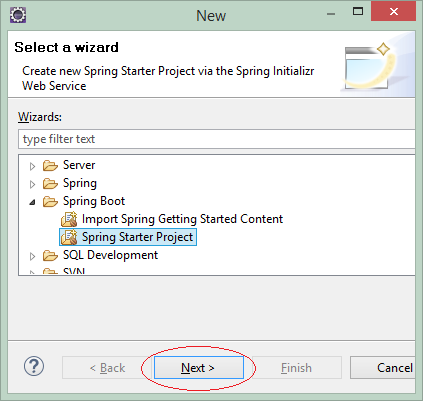 New
Select a wizard
Create new Spring Starter Project via the Spring Initializr
Web Service
Wizards:
type filter text
Server
Spring
Spring Boot
Import Spring Getting Started Content
Spring Starter Project
SQL Development
SVN
?
< Back
Next >
Finish
Cancel